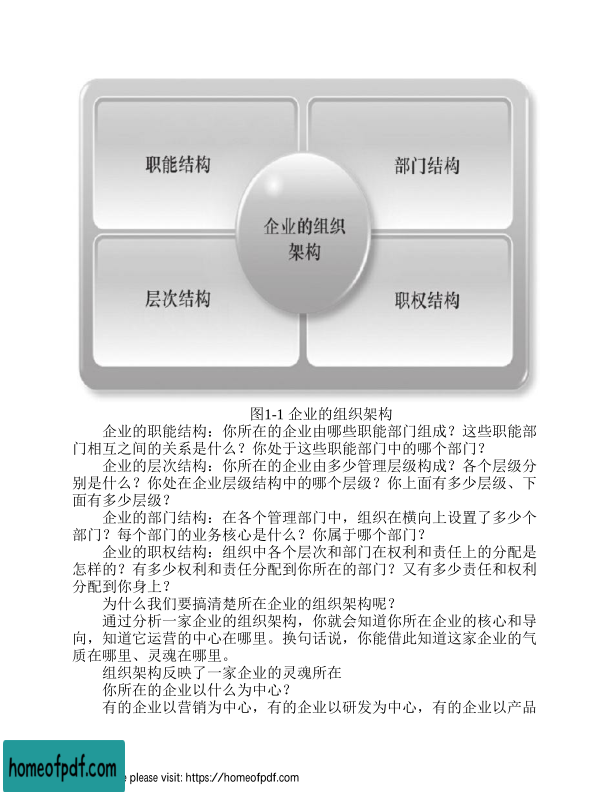 职能结构
部门结构
企业的组织
架构
层次结构
职权结构
图1-1 企业的组织架构
企业的职能结构：你所在的企业由哪些职能部门组成？这些职能部
门相互之间的关系是什么？你处于这些职能部门中的哪个部门？
企业的层次结构：你所在的企业由多少管理层级构成？各个层级分
别是什么？你处在企业层级结构中的哪个层级？你上面有多少层级、下
面有多少层级？
企业的部门结构：在各个管理部门中，组织在横向上设置了多少个
部门？每个部门的业务核心是什么？你属于哪个部门？
企业的职权结构：组织中各个层次和部门在权利和责任上的分配是
怎样的？有多少权利和责任分配到你所在的部门？又有多少责任和权利
分配到你身上？
为什么我们要搞清楚所在企业的组织架构呢？
通过分析一家企业的组织架构，你就会知道你所在企业的核心和导
向，知道它运营的中心在哪里。换句话说，你能借此知道这家企业的气
质在哪里、灵魂在哪里。
组织架构反映了一家企业的灵魂所在
你所在的企业以什么为中心？
有的企业以营销为中心，有的企业以研发为中心，有的企业以产品
homeofpdf.com
e please visit: https://homeofpdf.com